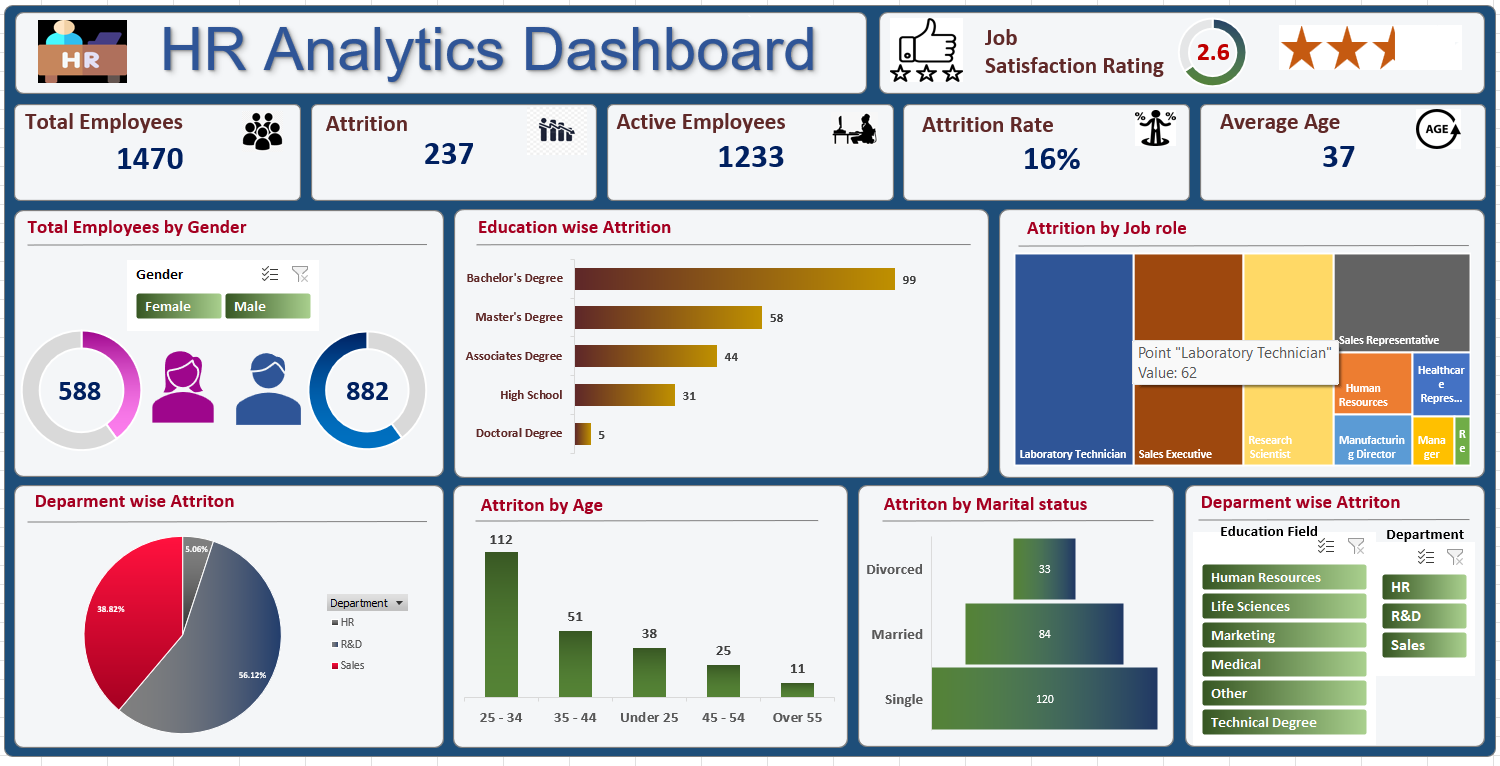 HR
HR Analytics Dashboard
Job
Satisfaction Rating
2.6
Total Employees
1470
Attrition
237
Active Employees
1233
Attrition Rate
% %
16%
Average Age
AGE
37
Total Employees by Gender
Gender
Female Male
588
882
Education wise Attrition
Bachelor's Degree 99
Master's Degree 58
Associates Degree 44
High School 31
Doctoral Degree 5
Attrition by Job role
Point "Laboratory Technician"
Value: 62
Laboratory Technician
Sales Executive
Research
Scientist
Sales Representative
Human
Resources
Healthcar
e
Repres...
Manufacturin
g Director
Mana
ger
R
e
Deparment wise Attriton
5.06%
38.82%
56.12%
Department
HR
R&D
Sales
Attriton by Age
112
51
38
25
11
25 - 34 35 - 44 Under 25 45 - 54 Over 55
Attriton by Marital status
Divorced 33
Married 84
Single 120
Deparment wise Attriton
Education Field
Human Resources
Life Sciences
Marketing
Medical
Other
Technical Degree
Department
HR
R&D
Sales